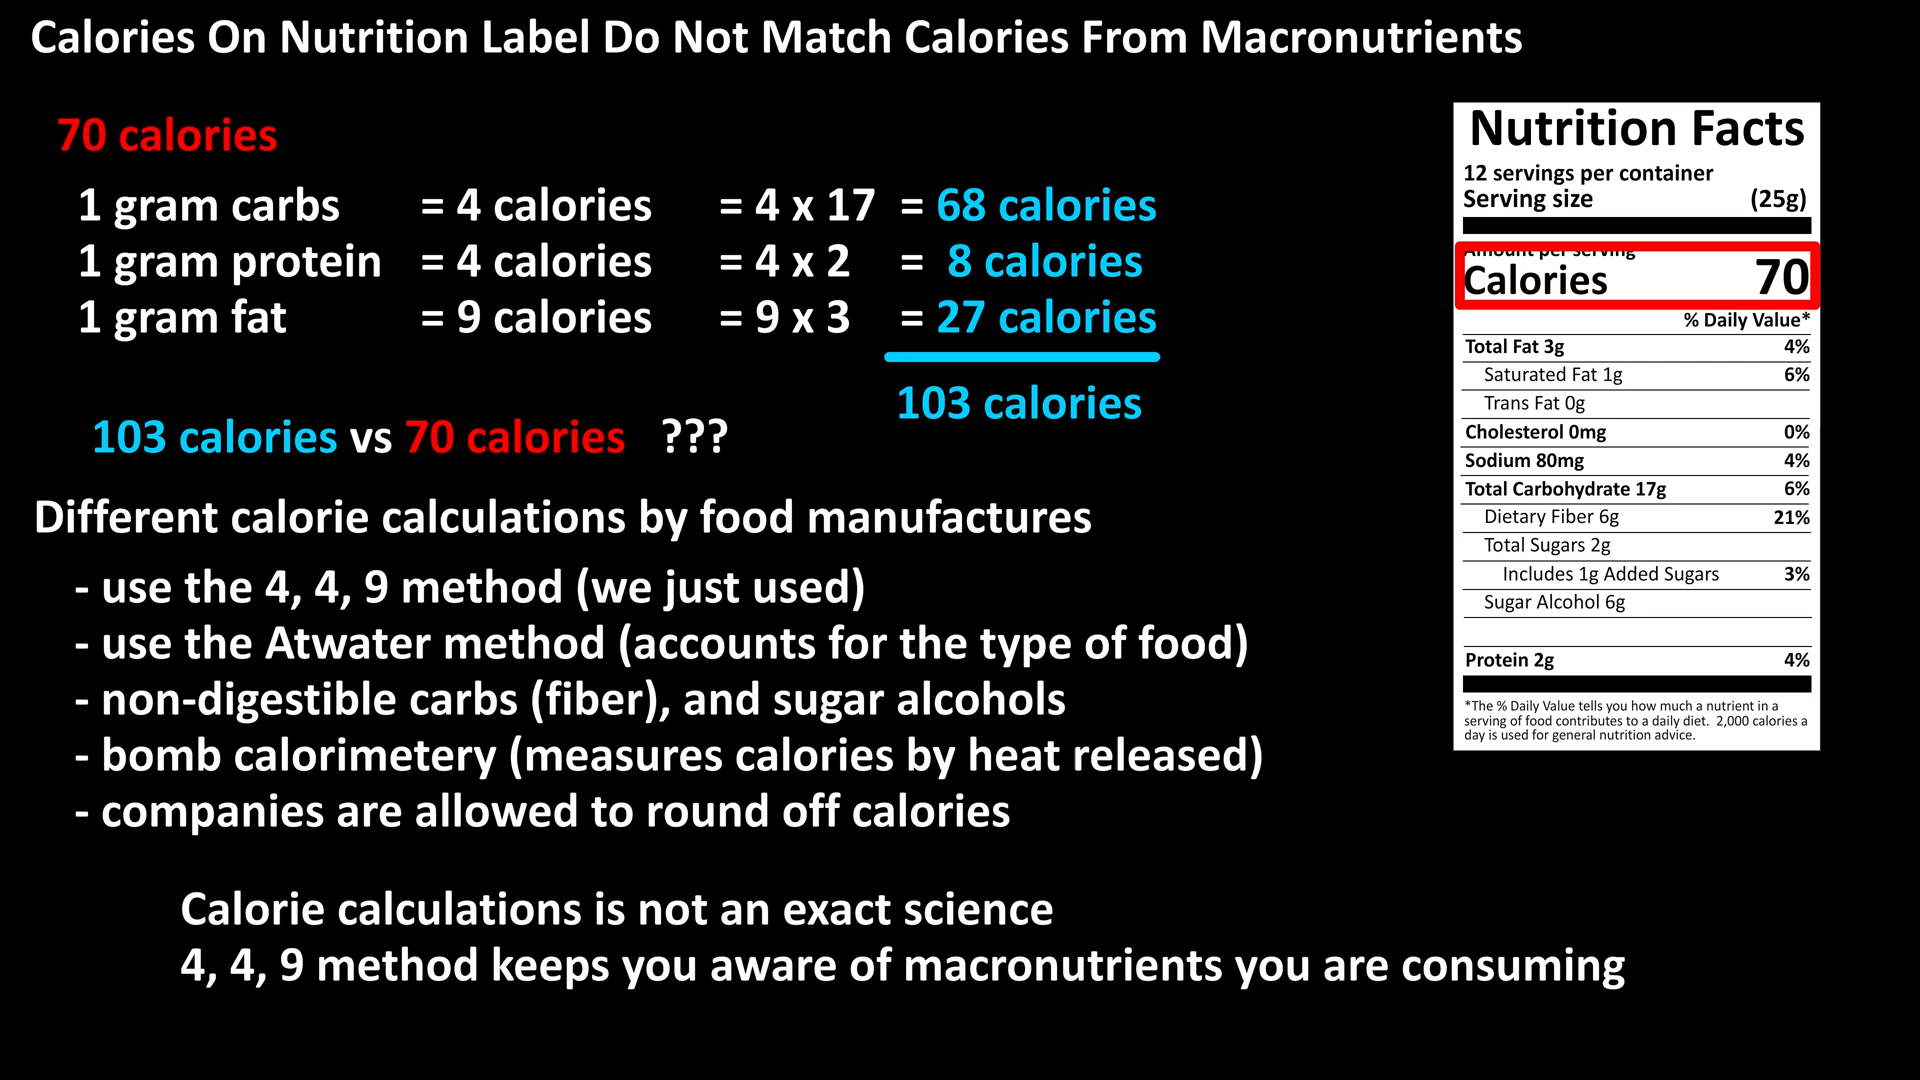 Calories On Nutrition Label Do Not Match Calories From Macronutrients
70 calories
1 gram carbs = 4 calories = 4 x 17 = 68 calories
1 gram protein = 4 calories = 4 x 2 = 8 calories
1 gram fat = 9 calories = 9 x 3 = 27 calories
103 calories
103 calories vs 70 calories ???
Different calorie calculations by food manufactures
- use the 4, 4, 9 method (we just used)
- use the Atwater method (accounts for the type of food)
- non-digestible carbs (fiber), and sugar alcohols
- bomb calorimetery (measures calories by heat released)
- companies are allowed to round off calories
Calorie calculations is not an exact science
4, 4, 9 method keeps you aware of macronutrients you are consuming
Nutrition Facts
12 servings per container
Serving size (25g)
Amount per serving
Calories 70
% Daily Value*
Total Fat 3g 4%
Saturated Fat 1g 6%
Trans Fat 0g
Cholesterol 0mg 0%
Sodium 80mg 4%
Total Carbohydrate 17g 6%
Dietary Fiber 6g 21%
Total Sugars 2g
Includes 1g Added Sugars 3%
Sugar Alcohol 6g
Protein 2g 4%
*The % Daily Value tells you how much a nutrient in a
serving of food contributes to a daily diet. 2,000 calories a
day is used for general nutrition advice.